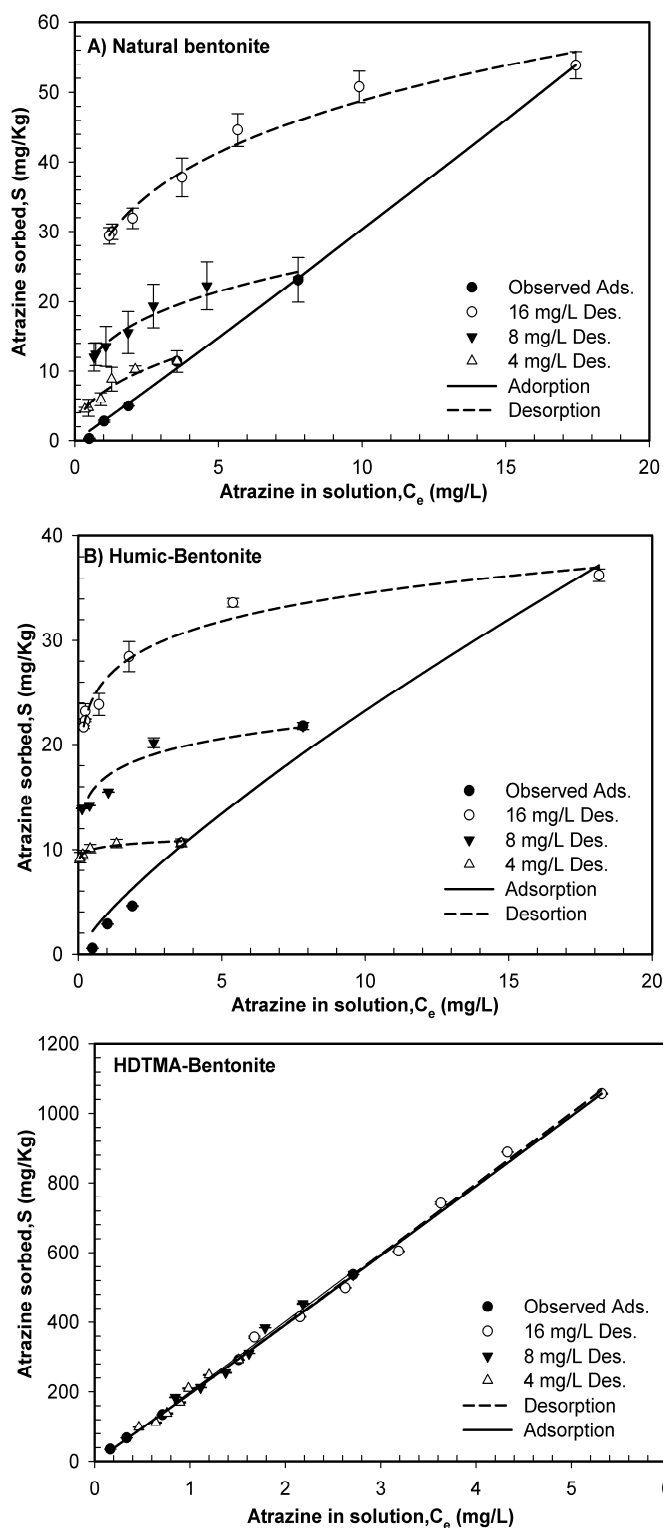 A) Natural bentonite
60
50
40
30
20
10
0
Atrazine sorbed,S (mg/Kg)
Observed Ads.
16 mg/L Des.
8 mg/L Des.
4 mg/L Des.
Adorption
Desorption
0 5 10 15 20
Atrazine in solution,Ce (mg/L)
B) Humic-Bentonite
40
30
20
10
0
Atrazine sorbed,S (mg/Kg)
Observed Ads.
16 mg/L Des.
8 mg/L Des.
4 mg/L Des.
Adsorption
Desortion
0 5 10 15 20
Atrazine in solution,Ce (mg/L)
HDTMA-Bentonite
1200
1000
800
600
400
200
0
Atrazine sorbed,S (mg/Kg)
Observed Ads.
16 mg/L Des.
8 mg/L Des.
4 mg/L Des.
Desorption
Adsorption
0 1 2 3 4 5 6
Atrazine in solution,Ce (mg/L)